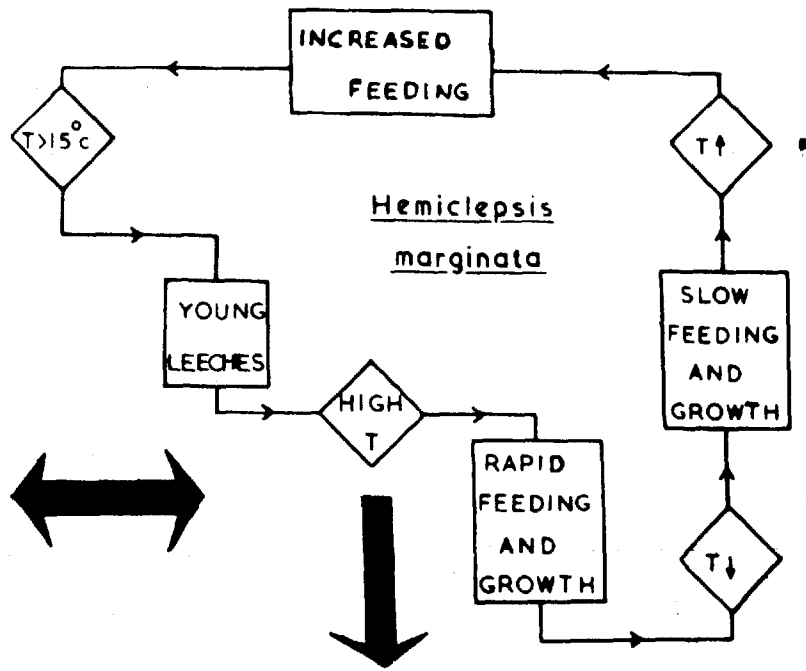 INCREASED
FEEDING
T>15°C
T↑
Hemiclepsis
marginata
YOUNG
LEECHES
SLOW
FEEDING
AND
GROWTH
HIGH
T
RAPID
FEEDING
AND
GROWTH
T↓